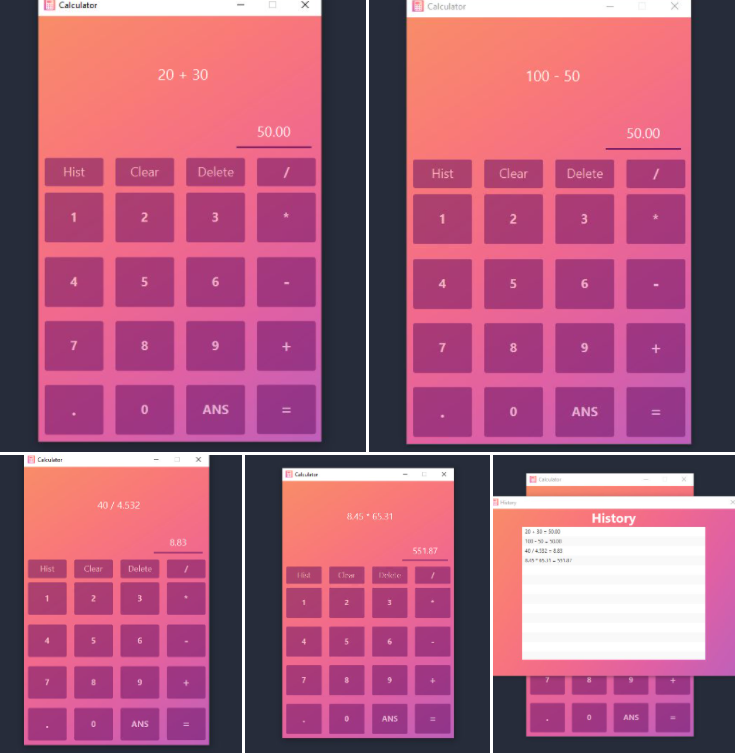 Calculator
20 + 30
50.00
Hist Clear Delete /
1 2 3 *
4 5 6 -
7 8 9 +
. 0 ANS =
Calculator
100 - 50
50.00
Hist Clear Delete /
1 2 3 *
4 5 6 -
7 8 9 +
. 0 ANS =
Calculator
40 / 4.532
8.83
Hist Clear Delete /
1 2 3 *
4 5 6 -
7 8 9 +
. 0 ANS =
Calculator
8.45 * 65.31
551.87
Hist Clear Delete /
1 2 3 *
4 5 6 -
7 8 9 +
. 0 ANS =
Calculator
History
History
20 + 30 = 50.00
100 - 50 = 50.00
40 / 4.532 = 8.83
8.45 * 65.31 = 551.87
7 8 9 +
. 0 ANS =